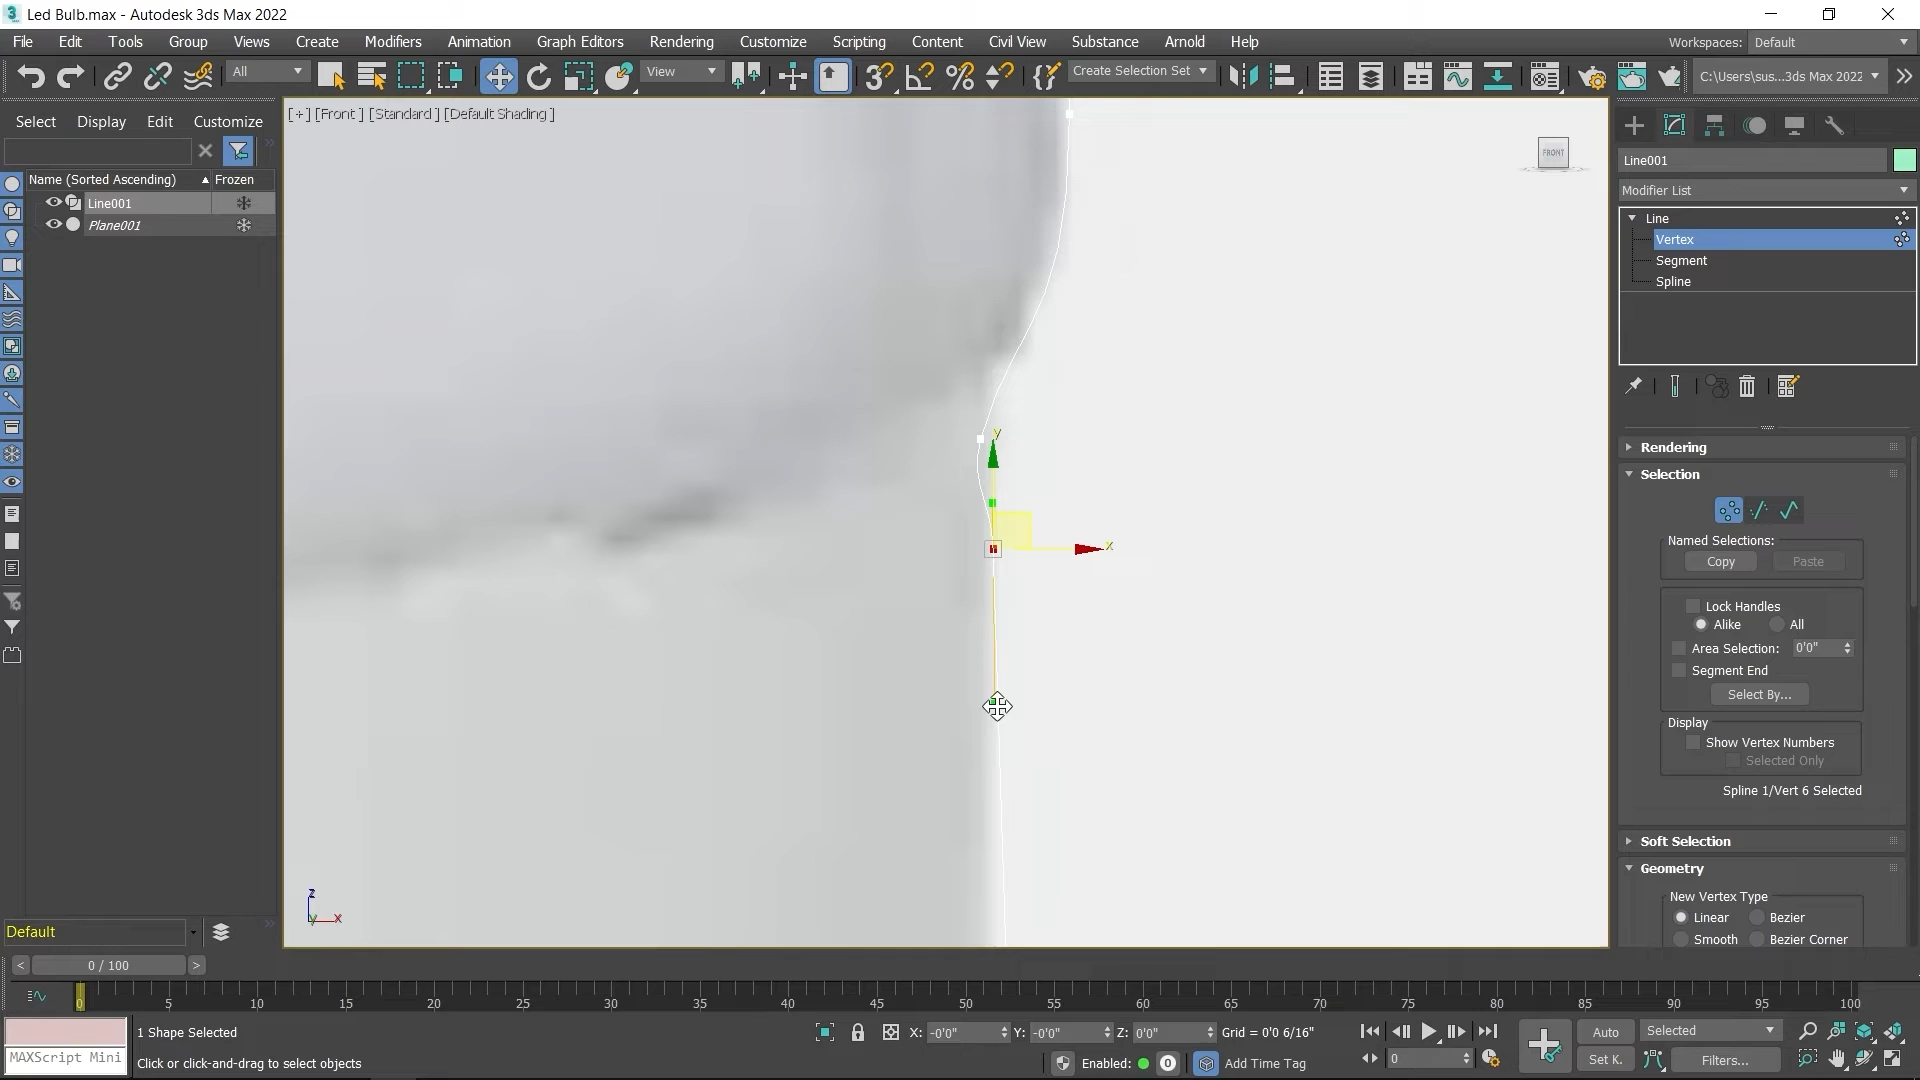 Led Bulb.max - Autodesk 3ds Max 2022
File Edit Tools Group Views Create Modifiers Animation Graph Editors Rendering Customize Scripting Content Civil View Substance Arnold Help Workspaces: Default
All View Create Selection Set C:\Users\sus...3ds Max 2022
[+] [Front ] [Standard ] [Default Shading ]
Select Display Edit Customize
Name (Sorted Ascending) Frozen
Line001
Plane001
FRONT
Line001
Modifier List
Line
Vertex
Segment
Spline
Rendering
Selection
Named Selections:
Copy Paste
Lock Handles
Alike All
Area Selection: 0'0"
Segment End
Select By...
Display
Show Vertex Numbers
Selected Only
Spline 1/Vert 6 Selected
Soft Selection
Geometry
New Vertex Type
Linear Bezier
Smooth Bezier Corner
y
x
z
y x
Default
0 / 100
0 5 10 15 20 25 30 35 40 45 50 55 60 65 70 75 80 85 90 95 100
1 Shape Selected X: -0'0" Y: -0'0" Z: 0'0" Grid = 0'0 6/16" Auto Selected
MAXScript Mini Click or click-and-drag to select objects Enabled: 0 Add Time Tag 0 Set K. Filters...